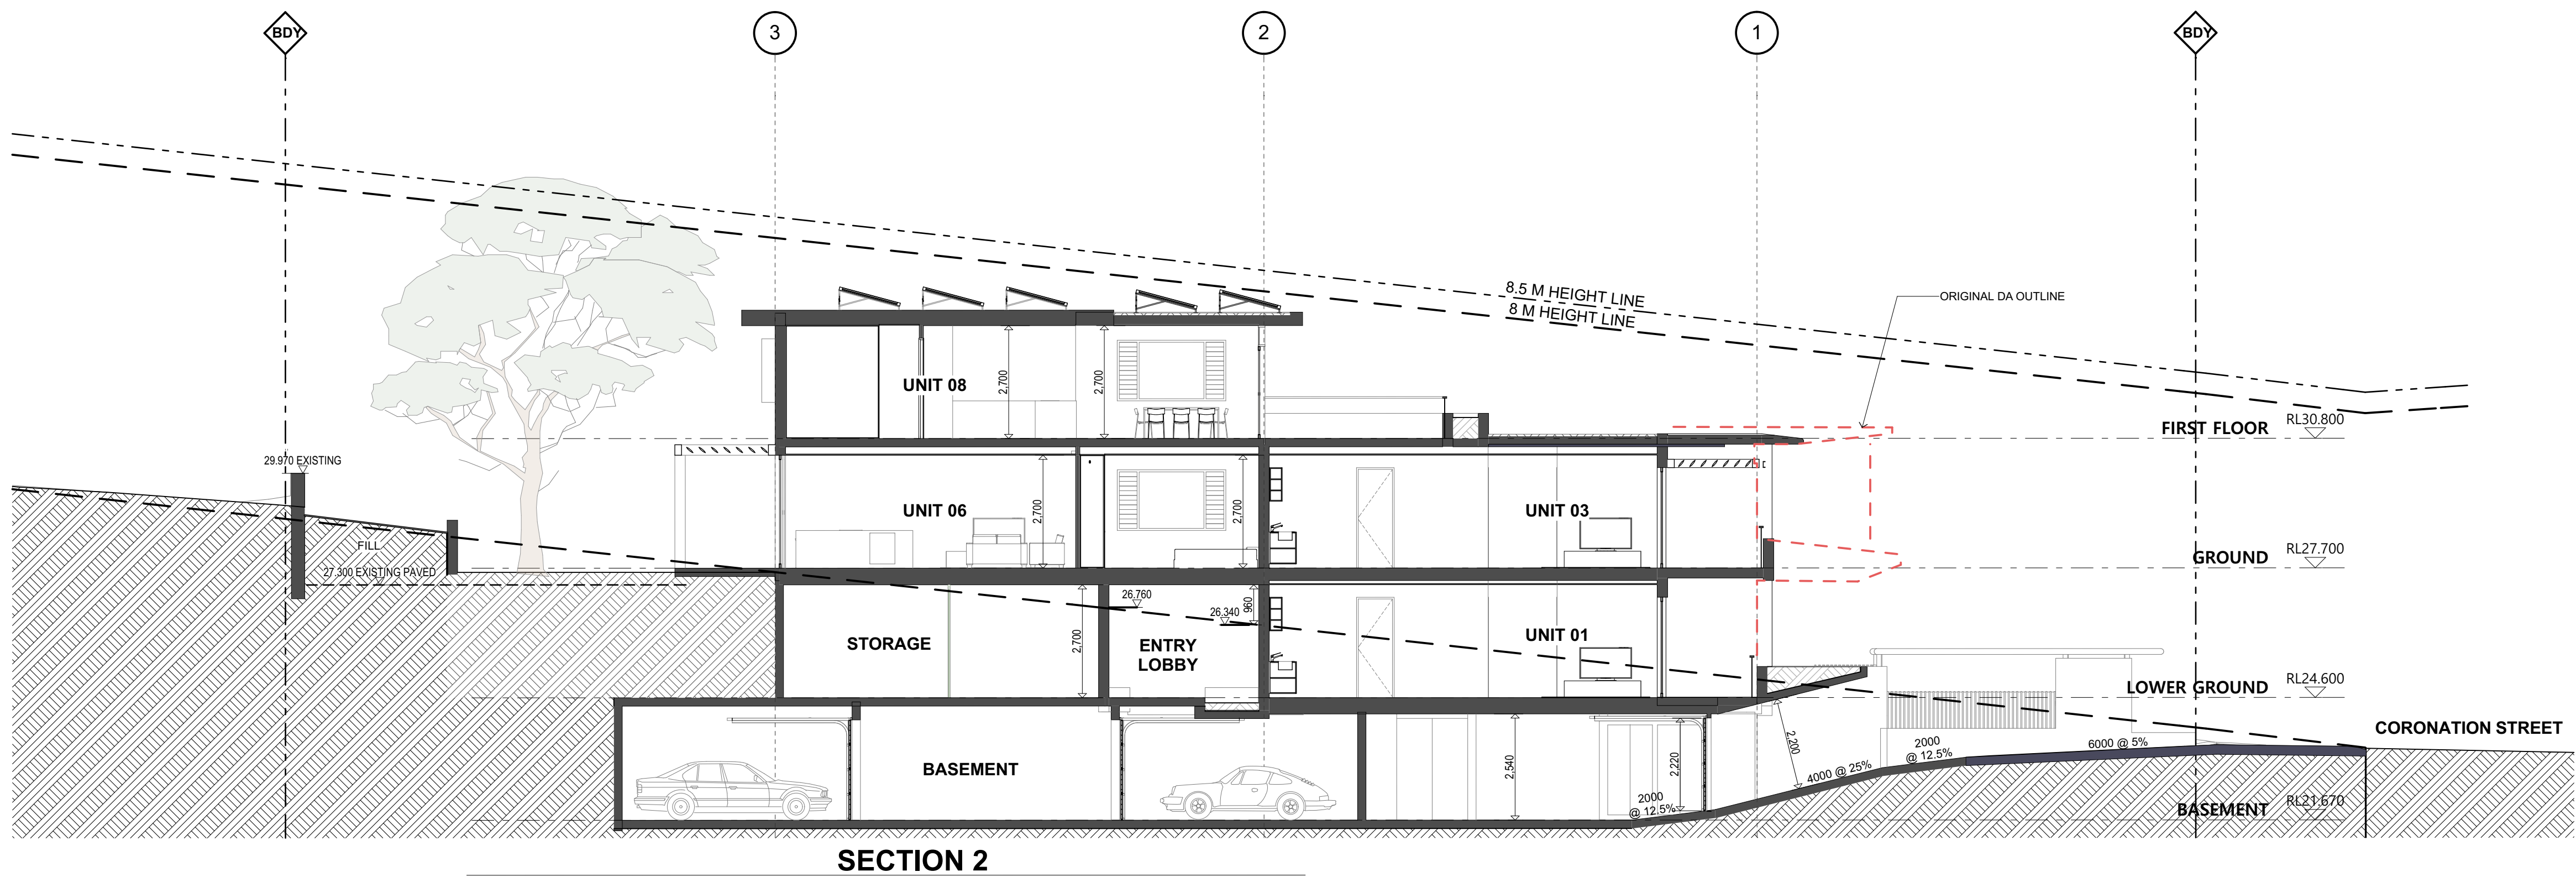 BDY
3
2
1
BDY
8.5 M HEIGHT LINE
8 M HEIGHT LINE
ORIGINAL DA OUTLINE
UNIT 08
2,700
2,700
FIRST FLOOR
RL30.800
29.970 EXISTING
UNIT 06
2,700
2,700
UNIT 03
FILL
27.300 EXISTING PAVED
GROUND
RL27.700
26.760
26.340
960
STORAGE
2,700
ENTRY
LOBBY
UNIT 01
LOWER GROUND
RL24.600
CORONATION STREET
BASEMENT
2,540
2,220
2,200
2000
@ 12.5%
4000 @ 25%
2000
@ 12.5%
6000 @ 5%
BASEMENT
RL21.670
SECTION 2